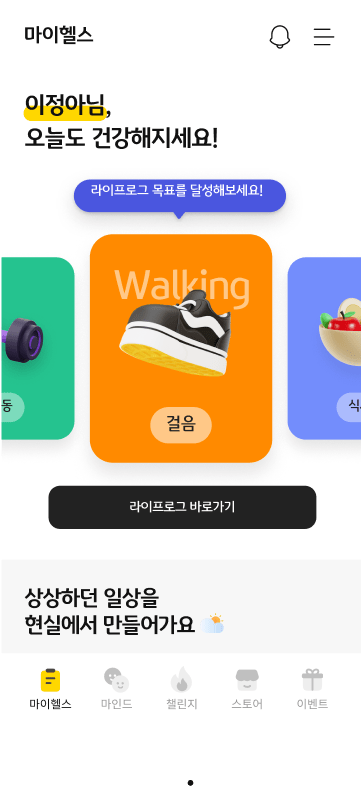 마이헬스
이정아님,
오늘도 건강해지세요!
라이프로그 목표를 달성해보세요!
Walking
동
걸음
식
라이프로그 바로가기
상상하던 일상을
현실에서 만들어가요
마이헬스
마인드
챌린지
스토어
이벤트